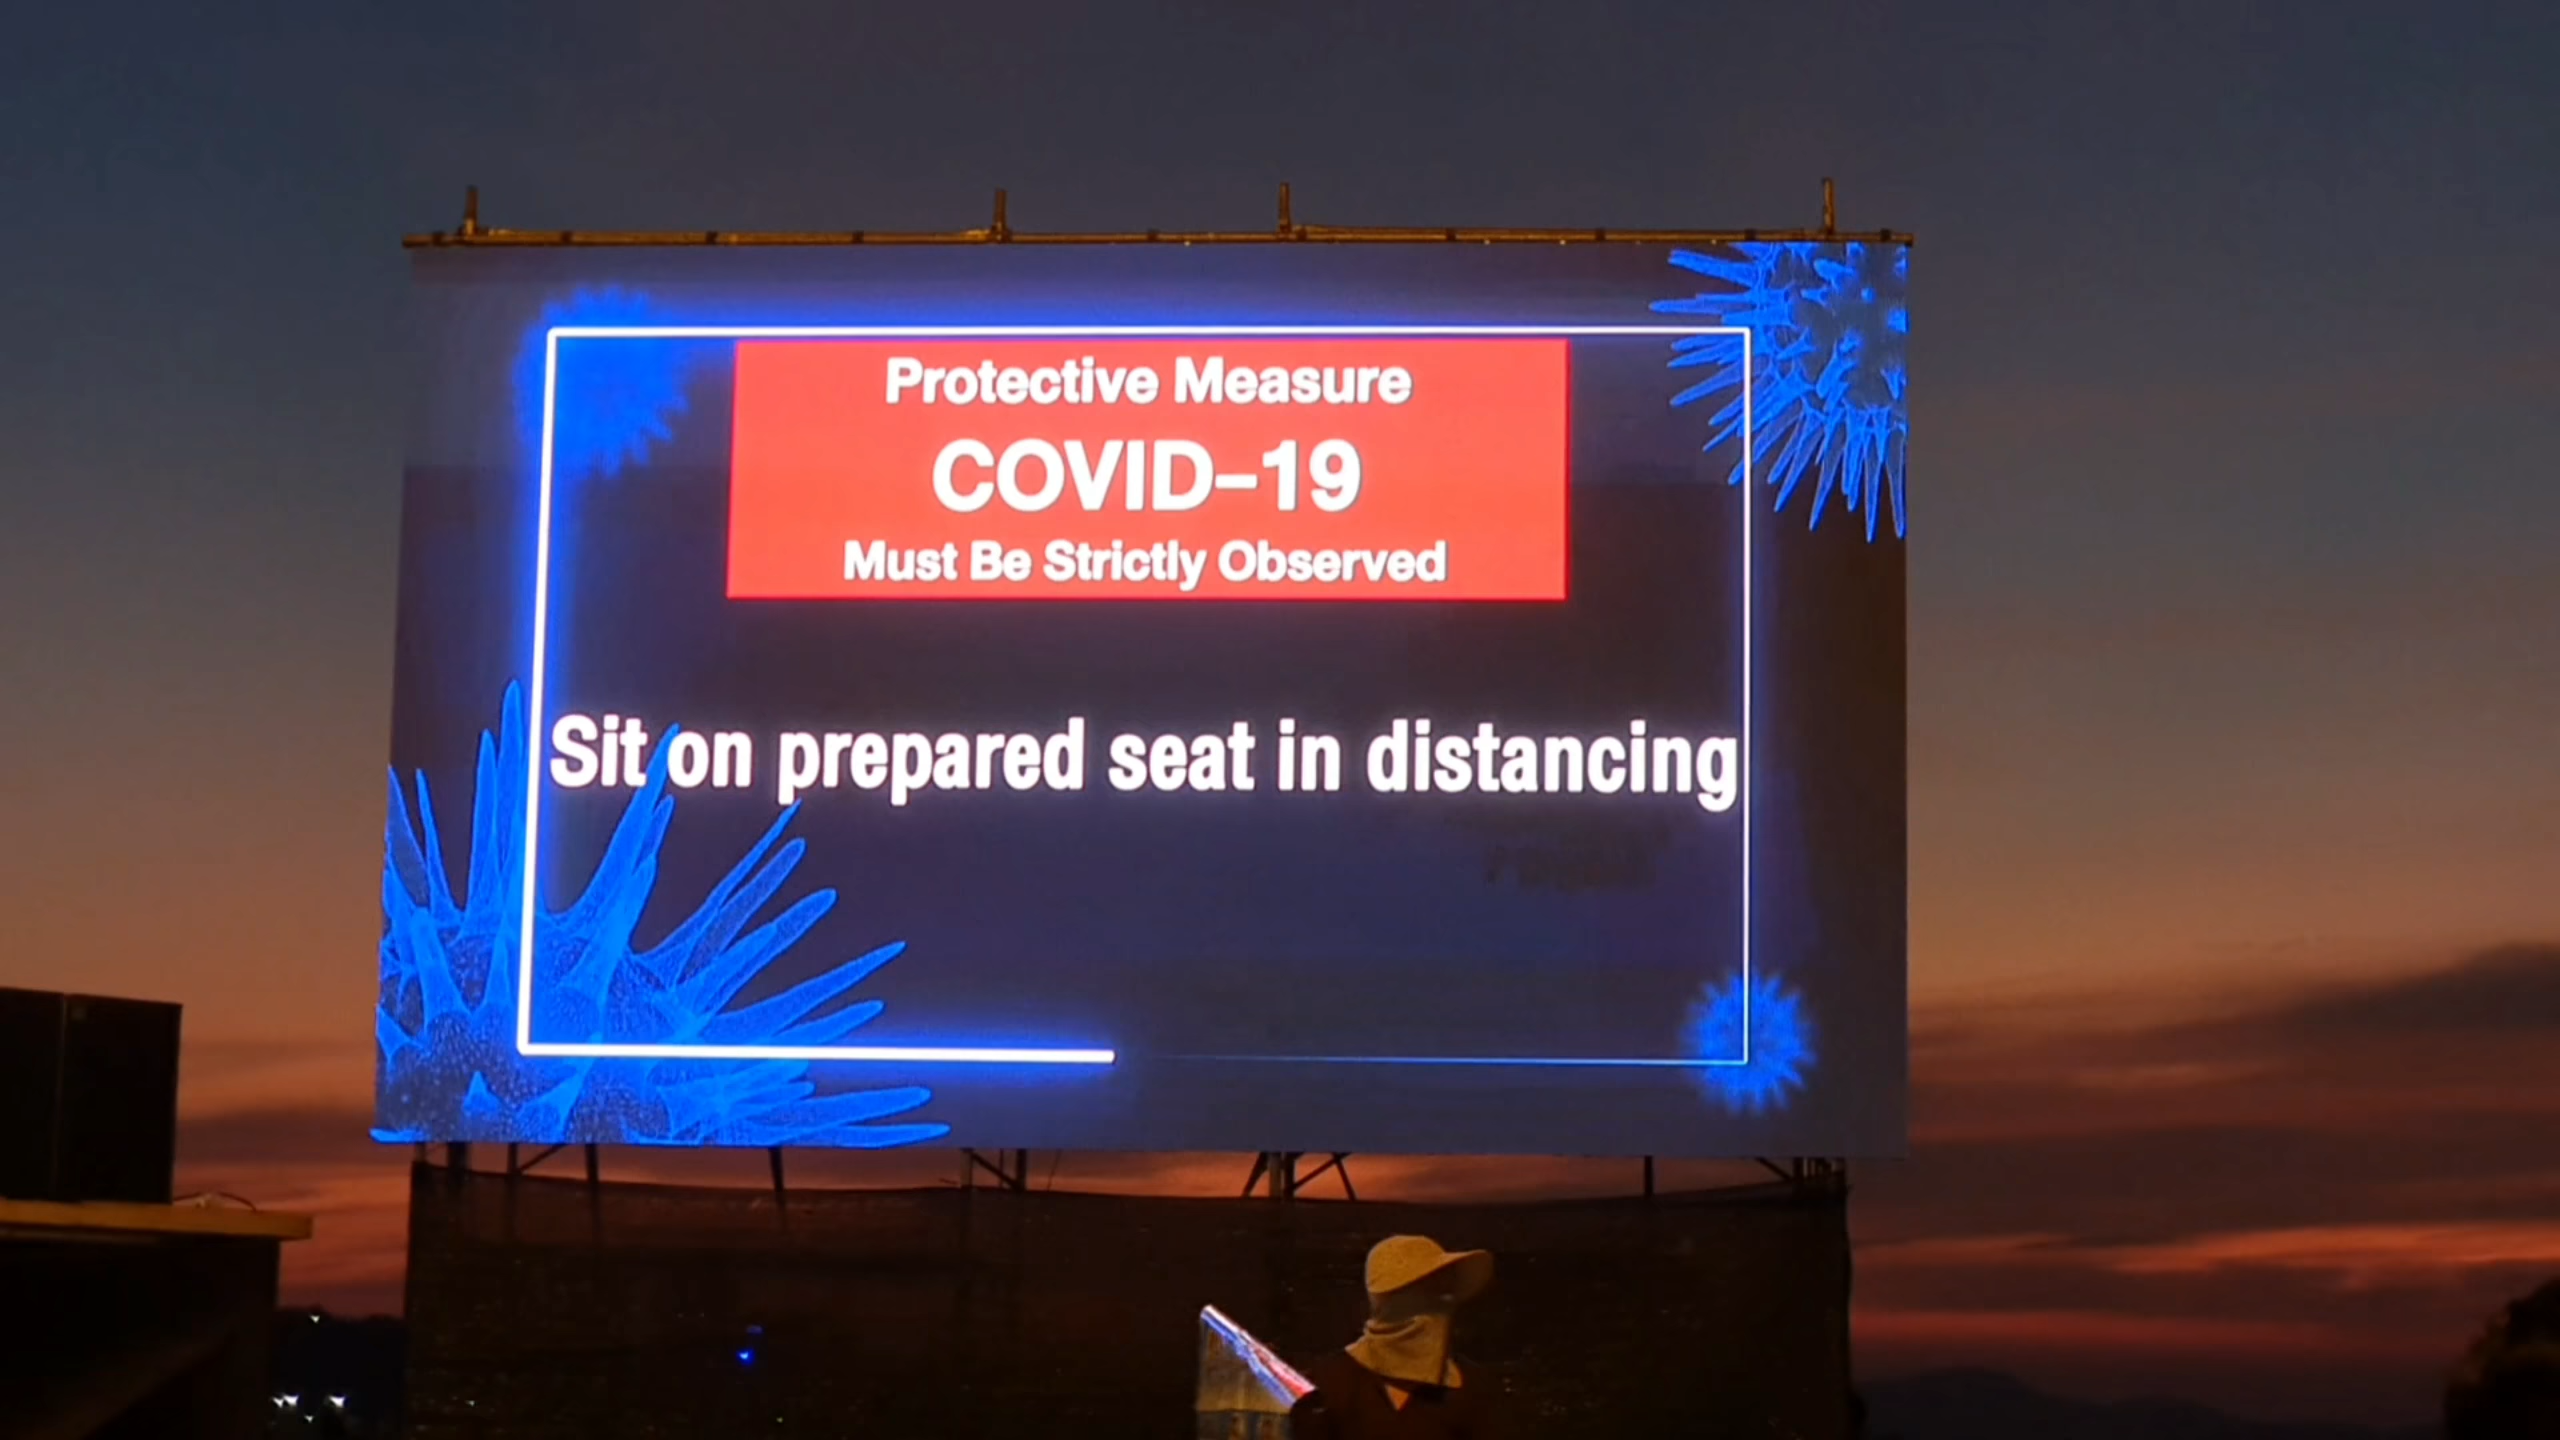 Protective Measure
COVID-19
Must Be Strictly Observed
Sit on prepared seat in distancing